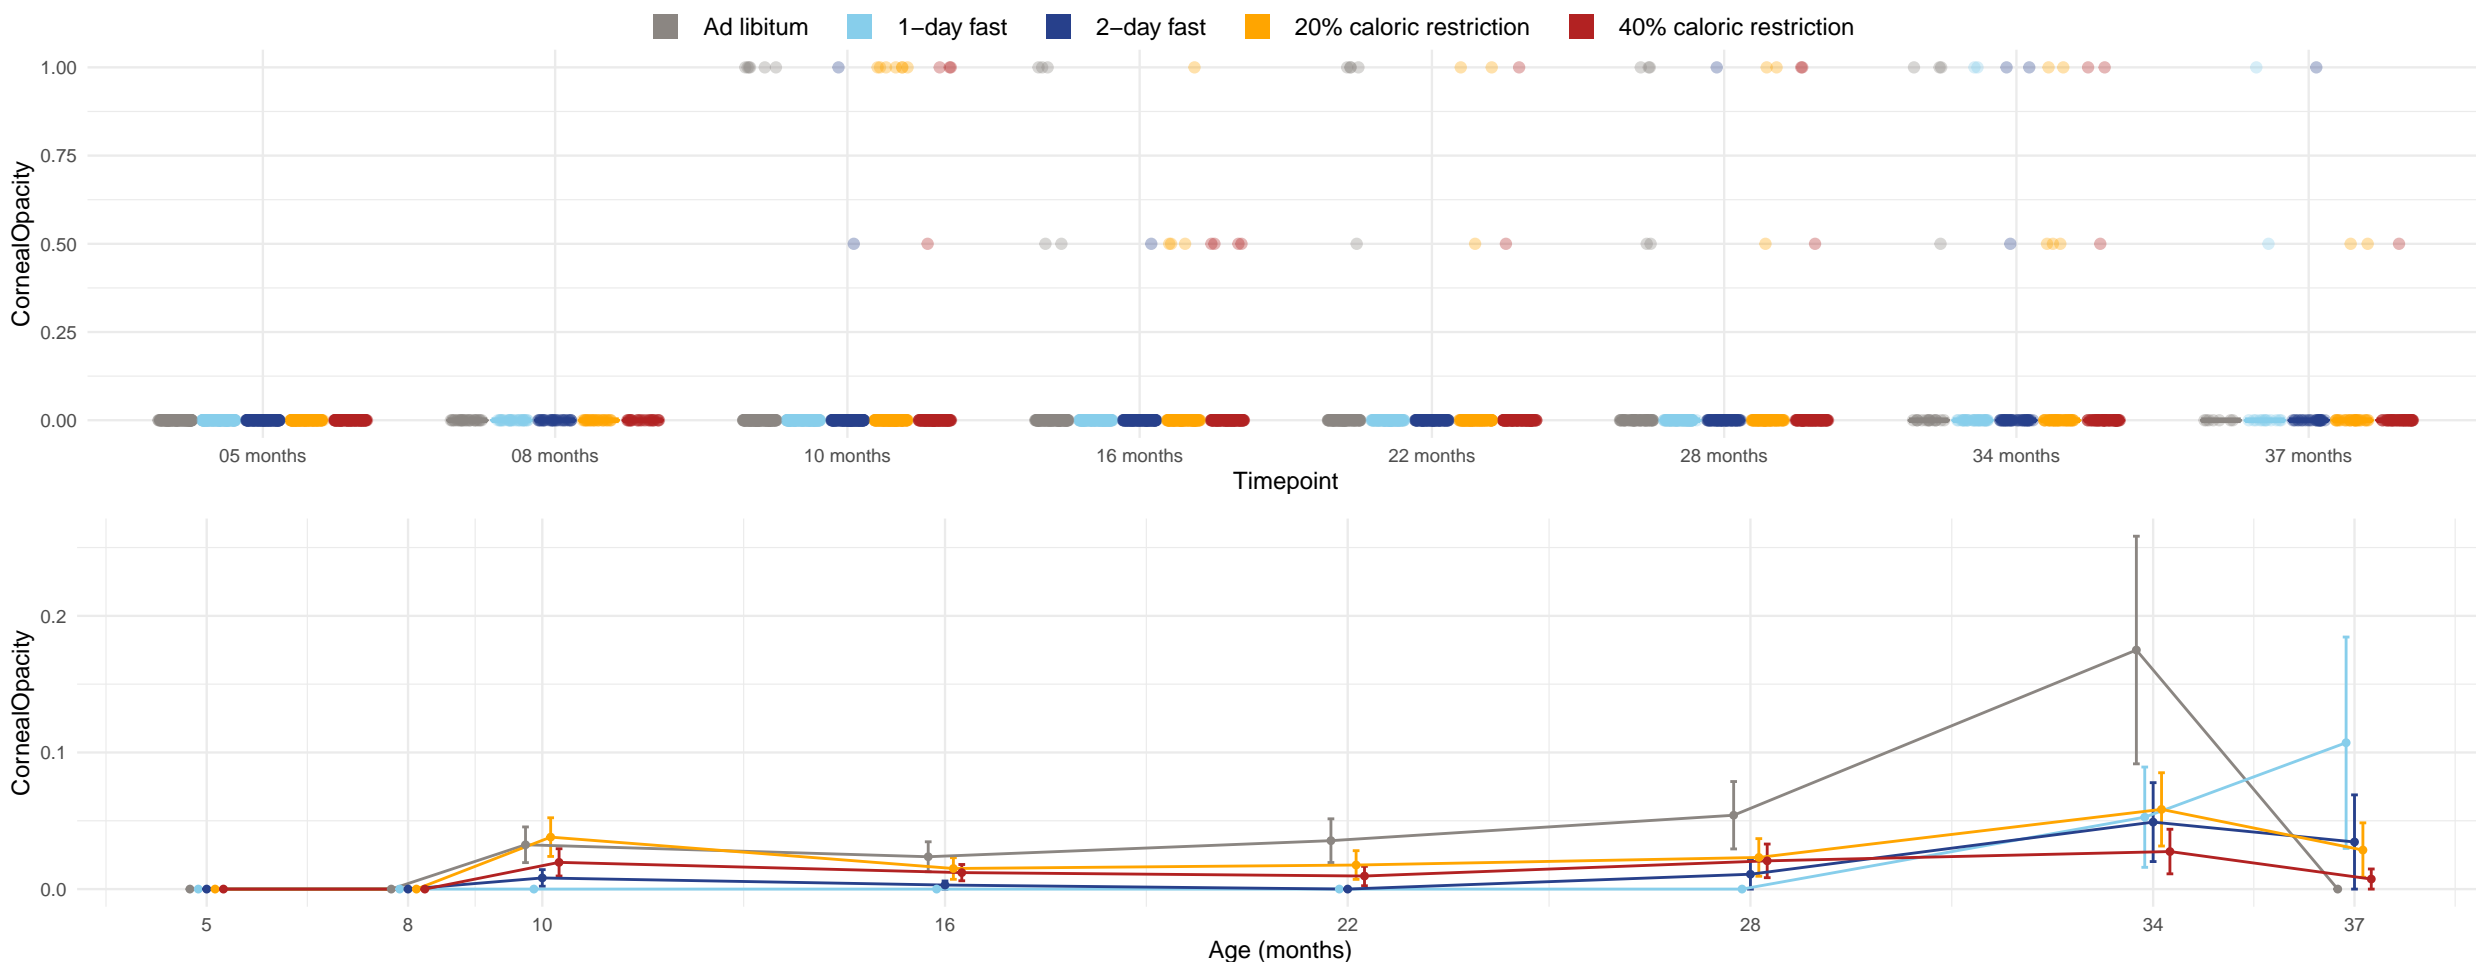 Ad libitum 1−day fast 2−day fast 20% caloric restriction 40% caloric restriction
1.00
0.75
0.50
0.25
0.00
CornealOpacity
05 months 08 months 10 months 16 months 22 months 28 months 34 months 37 months
Timepoint
0.2
0.1
0.0
CornealOpacity
5 8 10 16 22 28 34 37
Age (months)